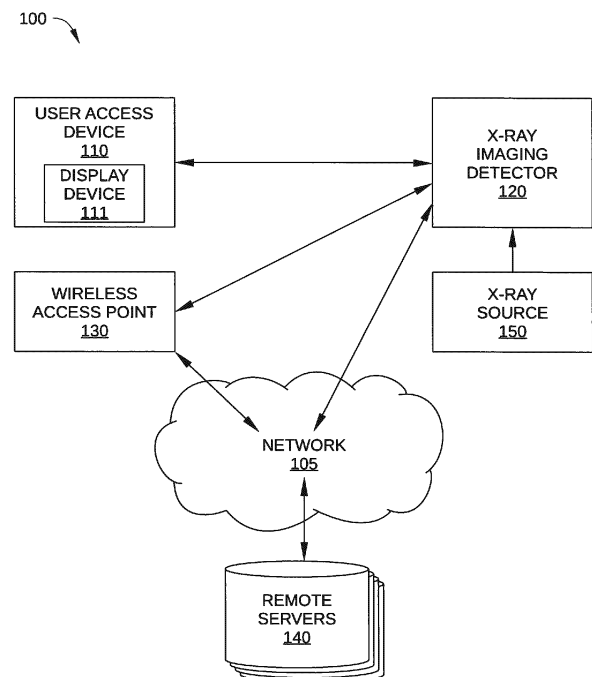 100
USER ACCESS
DEVICE
110
DISPLAY
DEVICE
111
X-RAY
IMAGING
DETECTOR
120
WIRELESS
ACCESS POINT
130
X-RAY
SOURCE
150
NETWORK
105
REMOTE
SERVERS
140